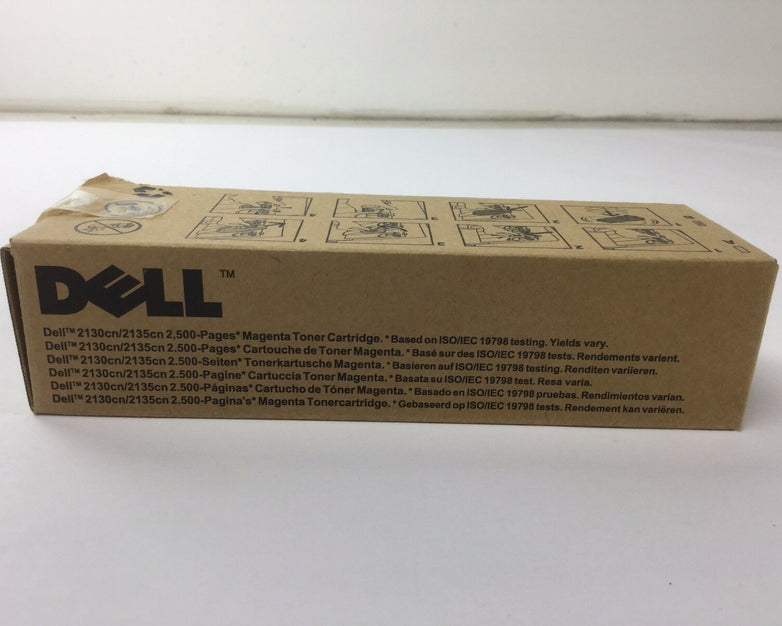 DELL™
Dell™ 2130cn/2135cn 2,500-Pages* Magenta Toner Cartridge. *Based on ISO/IEC 19798 testing. Yields vary.
Dell™ 2130cn/2135cn 2.500-Pages* Cartouche de Toner Magenta. *Basé sur des ISO/IEC 19798 tests. Rendements varient.
Dell™ 2130cn/2135cn 2.500-Seiten* Tonerkartusche Magenta. *Basieren auf ISO/IEC 19798 testing. Renditen variieren.
Dell™ 2130cn/2135cn 2.500-Pagine* Cartuccia Toner Magenta. *Basata su ISO/IEC 19798 test. Resa varia.
Dell™ 2130cn/2135cn 2.500-Páginas* Cartucho de Tóner Magenta. *Basado en ISO/IEC 19798 pruebas. Rendimientos varian.
Dell™ 2130cn/2135cn 2.500-Pagina's* Magenta Tonercartridge. *Gebaseerd op ISO/IEC 19798 tests. Rendement kan variëren.